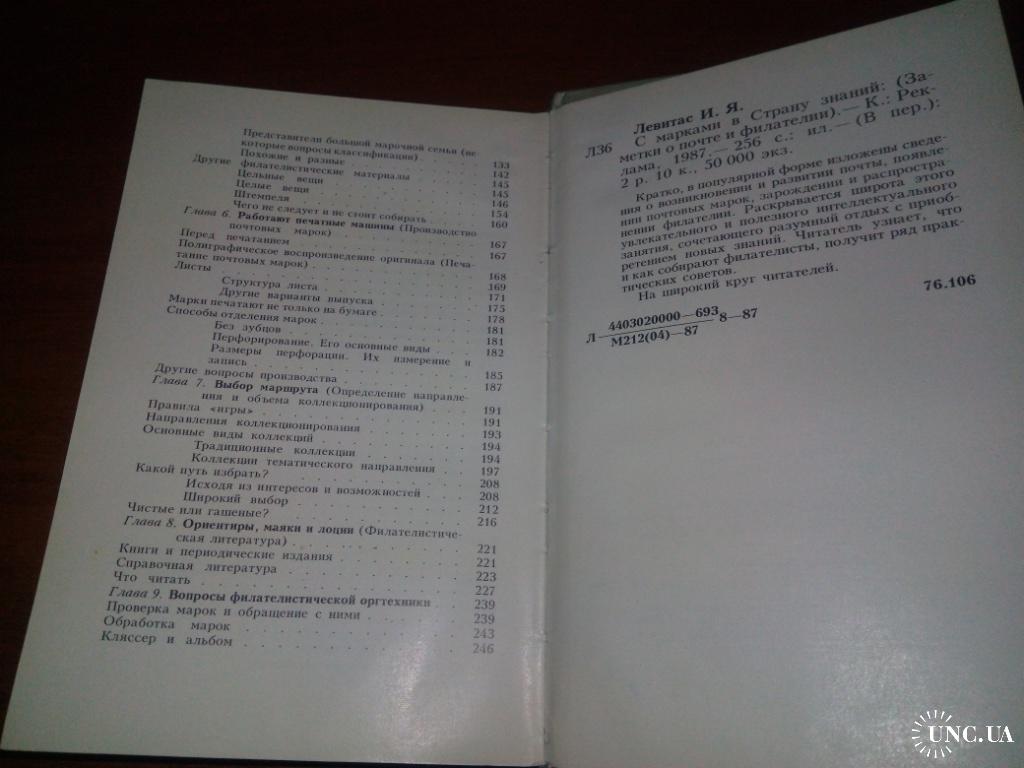 Представители большой марочной семьи (не-
которые вопросы классификации) . . . . 133
Похожие и разные . . . . 142
Другие филателистические материалы . . . . 145
Цельные вещи . . . . 145
Целые вещи . . . . 146
Штемпеля . . . . 154
Чего не следует и не стоит собирать . . . . 160
Глава 6. Работают печатные машины (Производство
почтовых марок) . . . . 167
Перед печатанием . . . . 167
Полиграфическое воспроизведение оригинала (Печа-
тание почтовых марок) . . . . 168
Листы . . . . 169
Структура листа . . . . 171
Другие варианты выпуска . . . . 175
Марки печатают не только на бумаге . . . . 178
Способы отделения марок . . . . 181
Без зубцов . . . . 181
Перфорирование. Его основные виды . . . 182
Размеры перфорации. Их измерение и
запись . . . . 185
Другие вопросы производства . . . . 187
Глава 7. Выбор маршрута (Определение направле-
ния и объема коллекционирования) . . . 191
Правила «игры» . . . . 191
Направления коллекционирования . . . . 193
Основные виды коллекций . . . . 194
Традиционные коллекции . . . . 194
Коллекции тематического направления . . 197
Какой путь избрать? . . . . 208
Исходя из интересов и возможностей . . . 208
Широкий выбор . . . . 212
Чистые или гашеные? . . . . 216
Глава 8. Ориентиры, маяки и лоции (Филателистиче-
ская литература) . . . . 221
Книги и периодические издания . . . . 221
Справочная литература . . . . 223
Что читать . . . . 227
Глава 9. Вопросы филателистической оргтехники . . 239
Проверка марок и обращение с ними . . . . 239
Обработка марок . . . . 243
Кляссер и альбом . . . . 246
Левитас И. Я.
Л36 С марками в Страну знаний: (За-
метки о почте и филателии).— К.: Рек-
лама, 1987.— 256 с.: ил.— (В пер.):
2 р. 10 к., 50 000 экз.
Кратко, в популярной форме изложены сведе-
ния о возникновении и развитии почты, появле-
нии почтовых марок, зарождении и распростра-
нении филателии. Раскрывается широта этого
увлекательного и полезного интеллектуального
занятия, сочетающего разумный отдых с приоб-
ретением новых знаний. Читатель узнает, что
и как собирают филателисты, получит ряд прак-
тических советов.
На широкий круг читателей.
76.106
Л 4403020000—693 8—87
М212(04)—87
UNC.UA